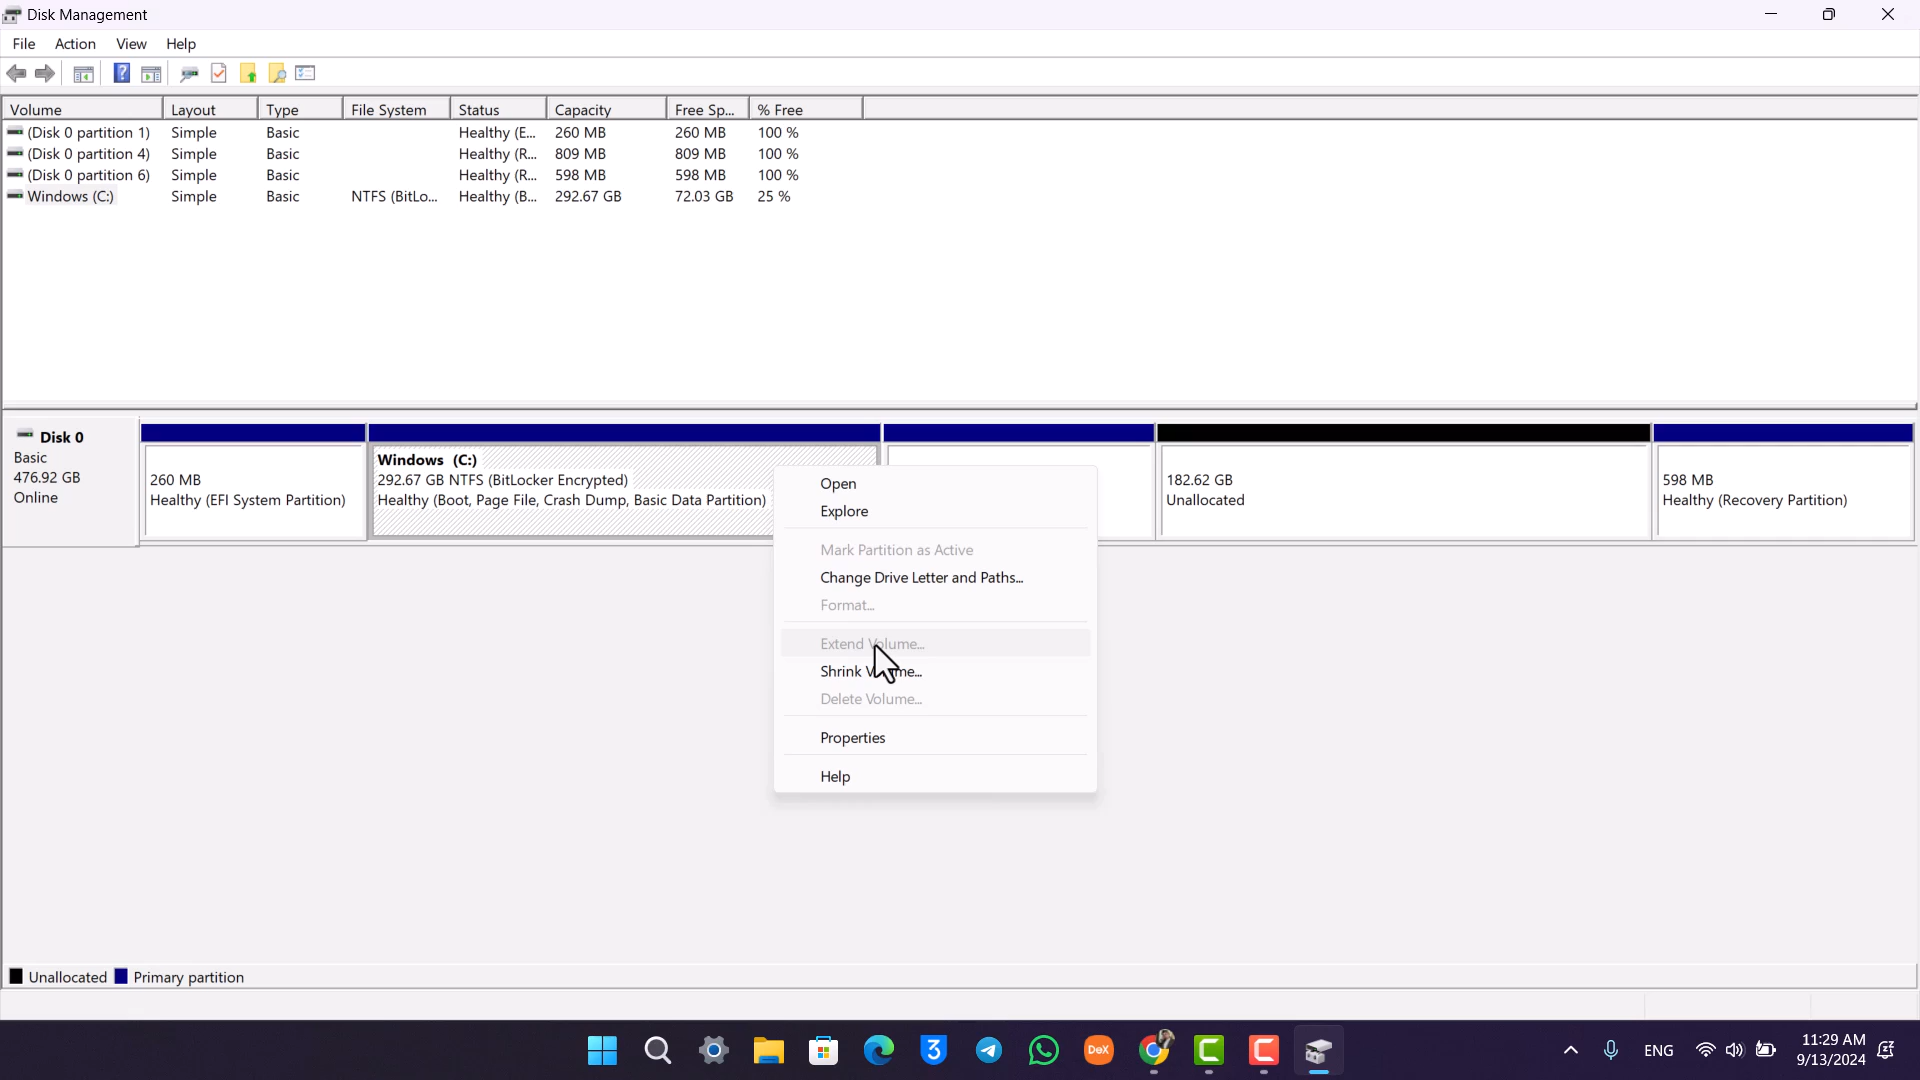 Disk Management
File Action View Help
Volume Layout Type File System Status Capacity Free Sp... % Free
(Disk 0 partition 1) Simple Basic Healthy (E... 260 MB 260 MB 100 %
(Disk 0 partition 4) Simple Basic Healthy (R... 809 MB 809 MB 100 %
(Disk 0 partition 6) Simple Basic Healthy (R... 598 MB 598 MB 100 %
Windows (C:) Simple Basic NTFS (BitLo... Healthy (B... 292.67 GB 72.03 GB 25 %
Disk 0
Basic
476.92 GB
Online
260 MB
Healthy (EFI System Partition)
Windows (C:)
292.67 GB NTFS (BitLocker Encrypted)
Healthy (Boot, Page File, Crash Dump, Basic Data Partition)
182.62 GB
Unallocated
598 MB
Healthy (Recovery Partition)
Open
Explore
Mark Partition as Active
Change Drive Letter and Paths...
Format...
Extend Volume...
Shrink Volume...
Delete Volume...
Properties
Help
Unallocated Primary partition
3
DeX
ENG
11:29 AM
9/13/2024